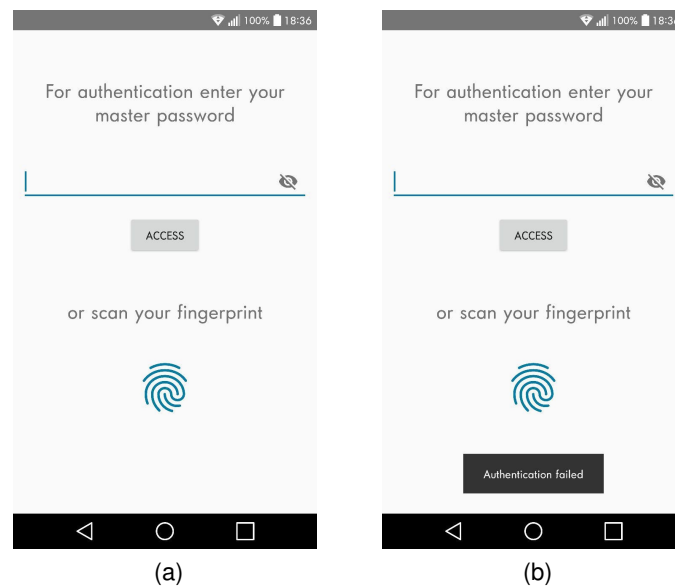 100% 18:36
For authentication enter your
master password
ACCESS
or scan your fingerprint
(a)
100% 18:36
For authentication enter your
master password
ACCESS
or scan your fingerprint
Authentication failed
(b)